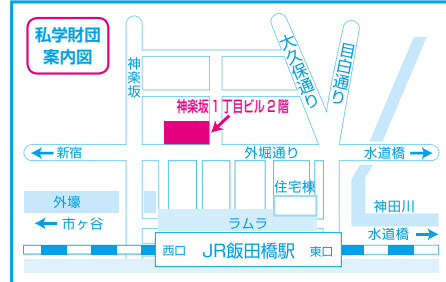 私学財団
案内図
神楽坂
大久保通り
目白通り
神楽坂1丁目ビル2階
新宿
外堀通り
水道橋
外壕
住宅棟
神田川
市ヶ谷
ラムラ
水道橋
西口
JR飯田橋駅
東口